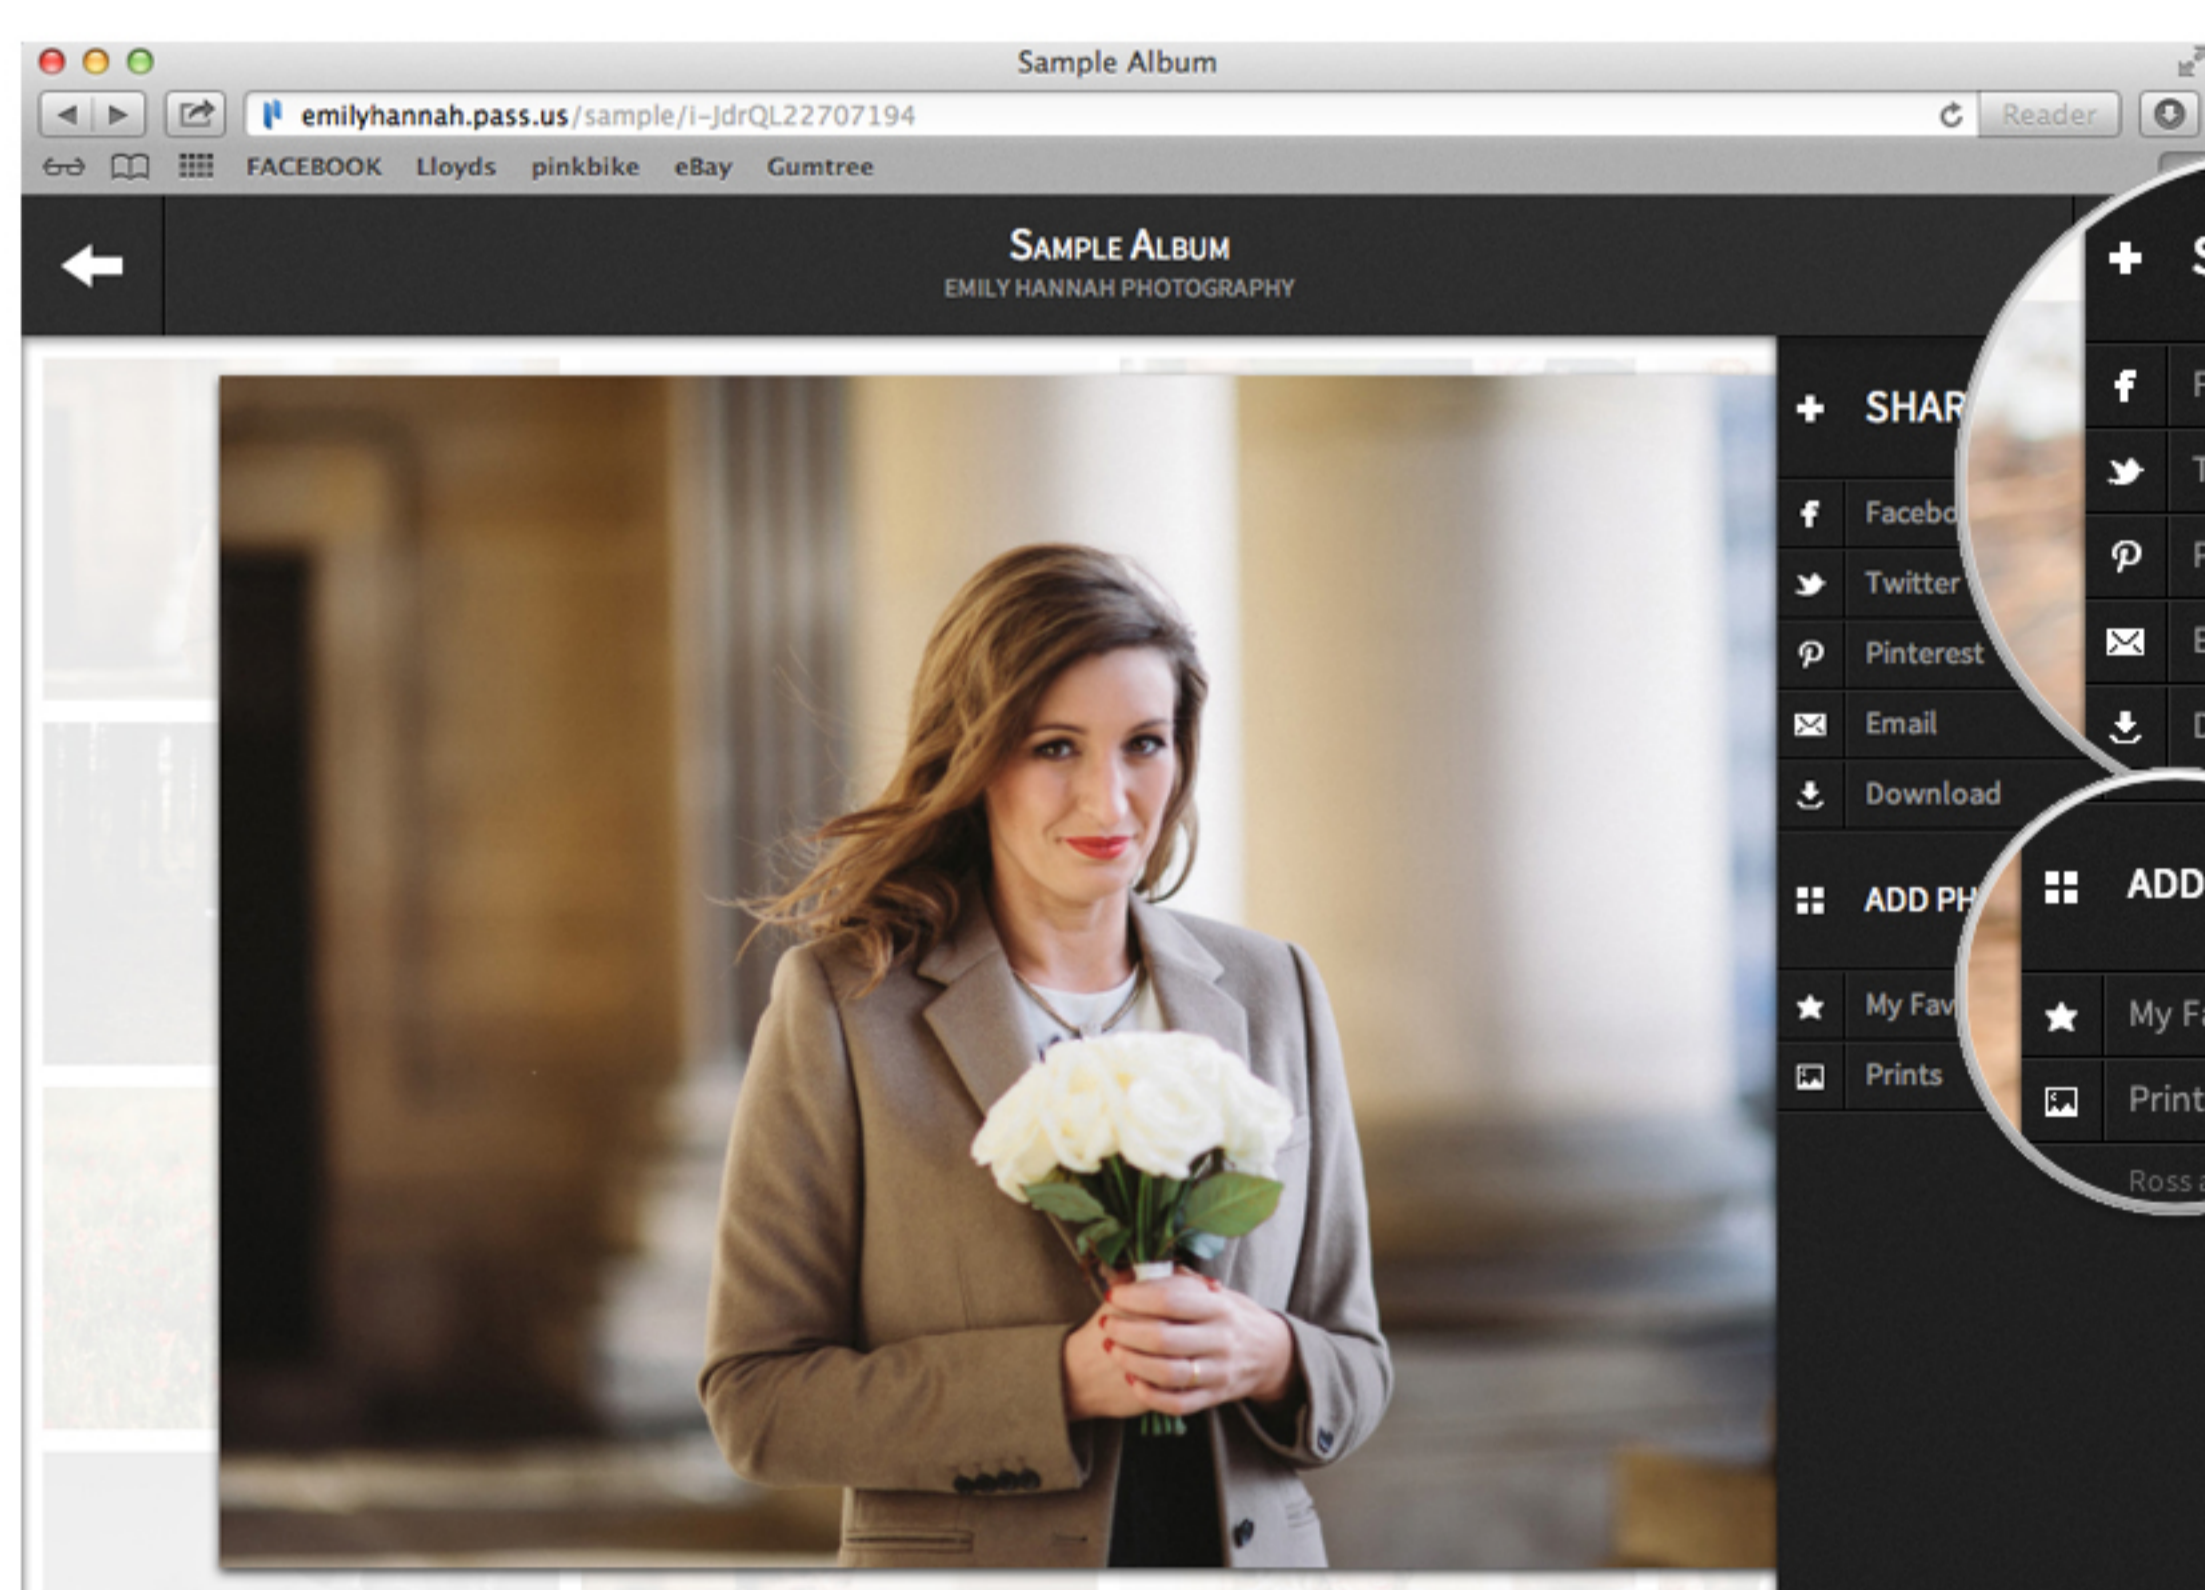 Sample Album
emilyhannah.pass.us/sample/i-JdrQL22707194
Reader
FACEBOOK Lloyds pinkbike eBay Gumtree
SAMPLE ALBUM
EMILY HANNAH PHOTOGRAPHY
SHAR
Facebo
Twitter
Pinterest
Email
Download
ADD PH
My Fav
Prints
S
F
T
P
E
D
ADD
My Fa
Print
Ross a